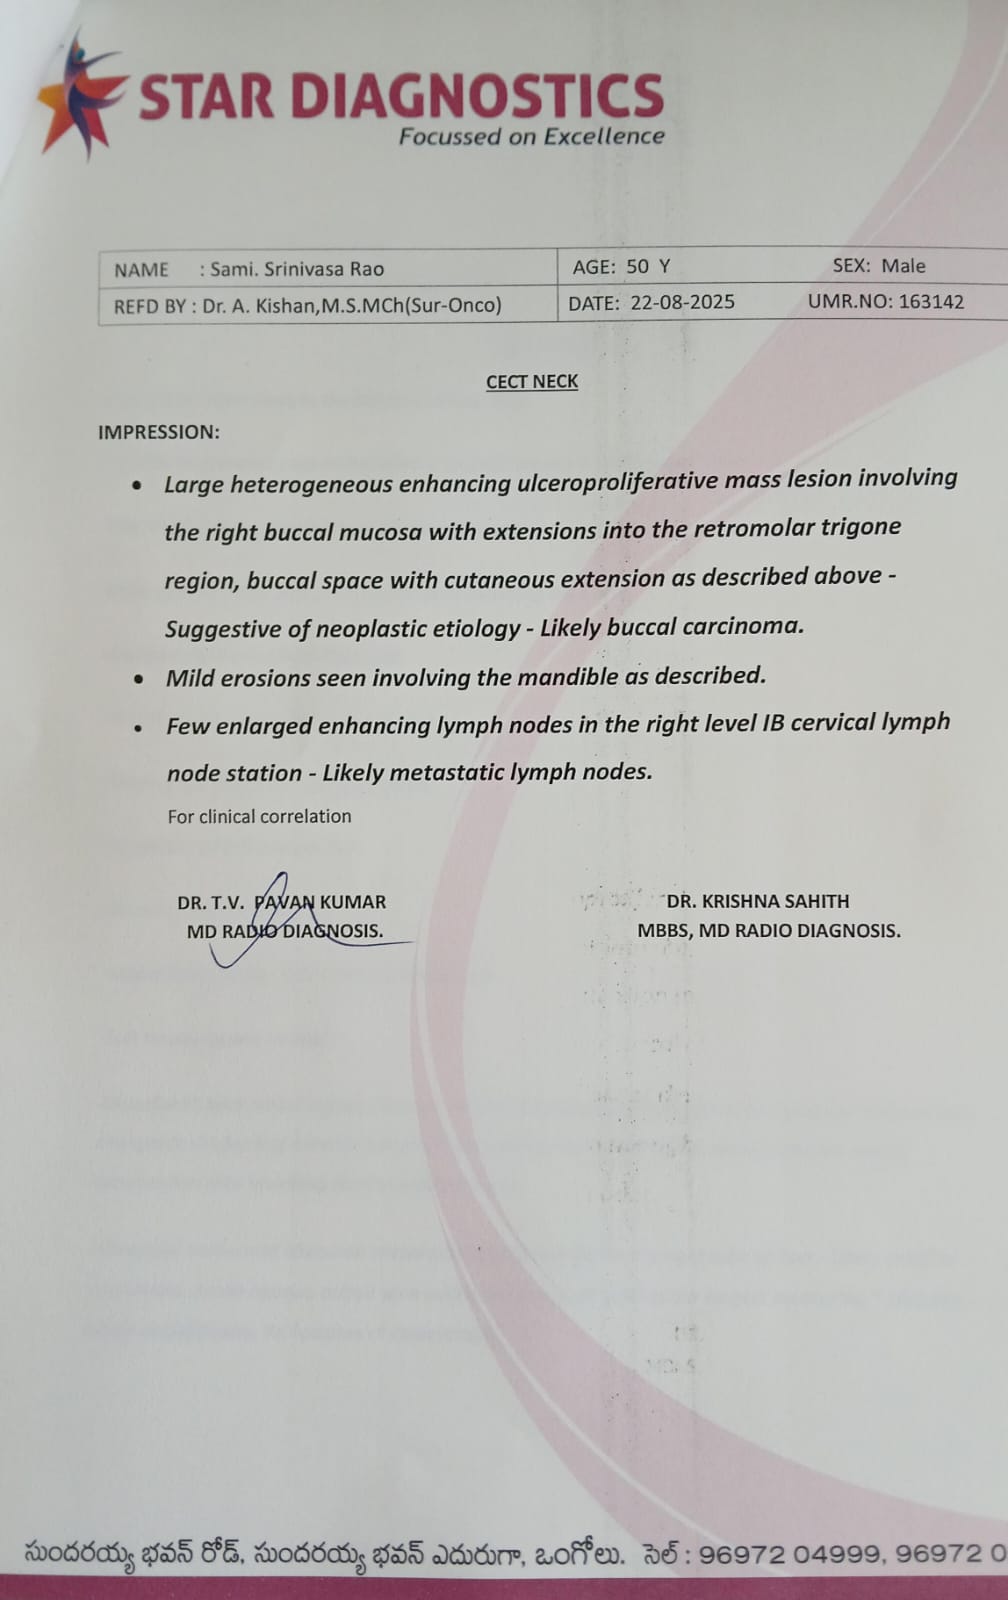 STAR DIAGNOSTICS
Focussed on Excellence
NAME : Sami. Srinivasa Rao AGE: 50 Y SEX: Male
REFD BY : Dr. A. Kishan,M.S.MCh(Sur-Onco) DATE: 22-08-2025 UMR.NO: 163142
CECT NECK
IMPRESSION:
• Large heterogeneous enhancing ulceroproliferative mass lesion involving
the right buccal mucosa with extensions into the retromolar trigone
region, buccal space with cutaneous extension as described above -
Suggestive of neoplastic etiology - Likely buccal carcinoma.
• Mild erosions seen involving the mandible as described.
• Few enlarged enhancing lymph nodes in the right level IB cervical lymph
node station - Likely metastatic lymph nodes.
For clinical correlation
DR. T.V. PAVAN KUMAR DR. KRISHNA SAHITH
MD RADIO DIAGNOSIS. MBBS, MD RADIO DIAGNOSIS.
సుందరయ్య భవన్ రోడ్, సుందరయ్య భవన్ ఎదురుగా, ఒంగోలు. సెల్ : 96972 04999, 96972 0